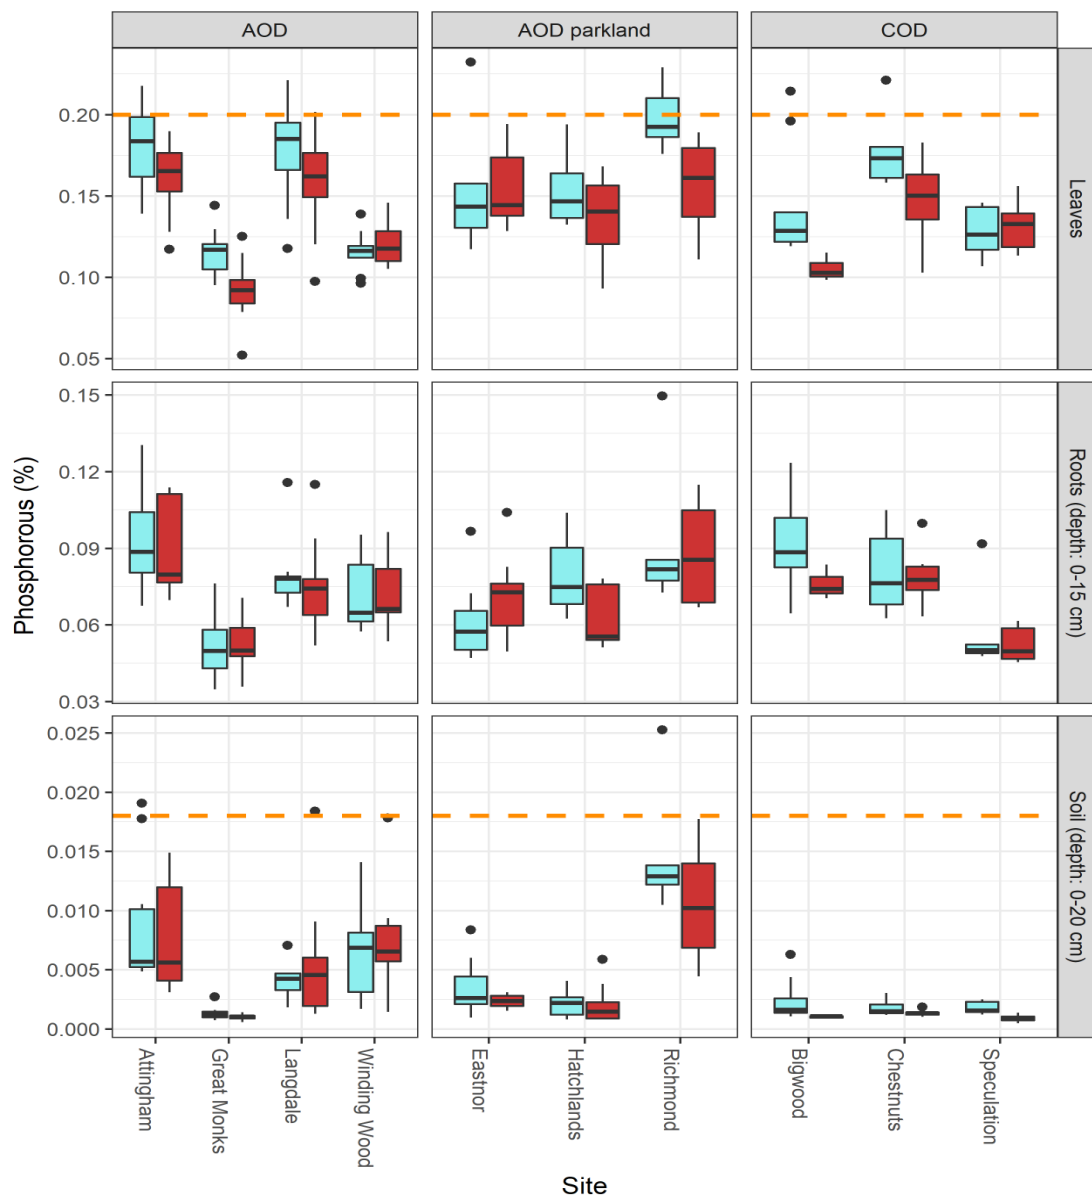 AOD
AOD parkland
COD
0.20
0.15
0.10
0.05
Leaves
0.15
0.12
0.09
0.06
0.03
Roots (depth: 0-15 cm)
0.025
0.020
0.015
0.010
0.005
0.000
Soil (depth: 0-20 cm)
Phosphorous (%)
Attingham
Great Monks
Langdale
Winding Wood
Eastnor
Hatchlands
Richmond
Bigwood
Chestnuts
Speculation
Site